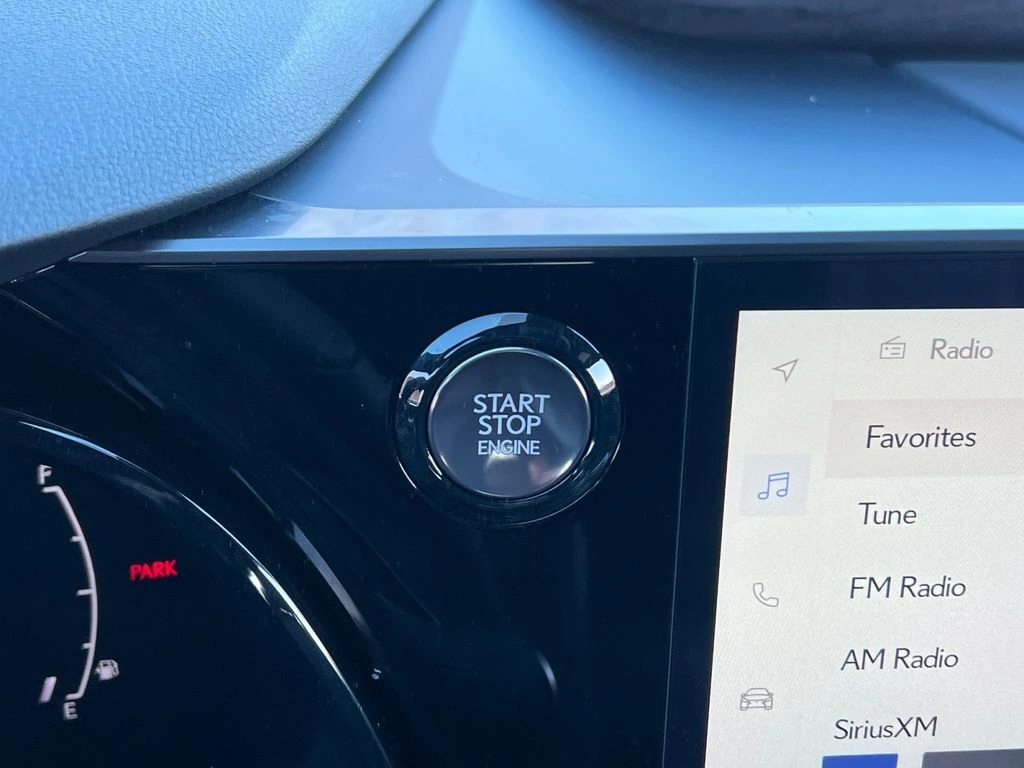 F
PARK
E
START
STOP
ENGINE
Radio
Favorites
Tune
FM Radio
AM Radio
SiriusXM